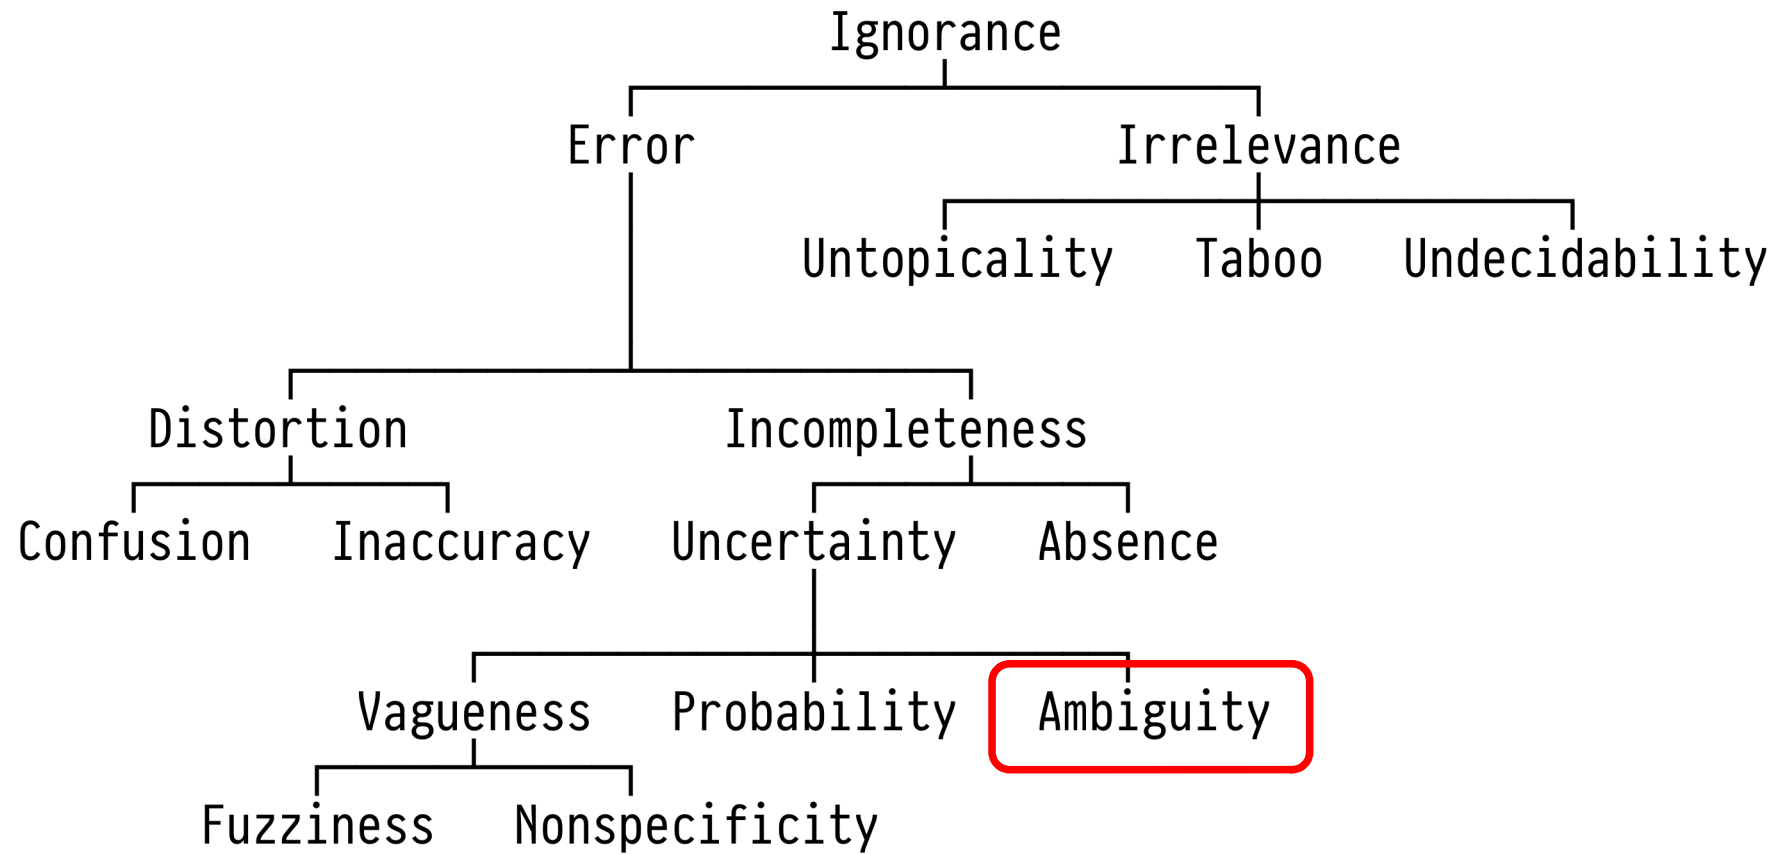 Ignorance
Error Irrelevance
Untopicality Taboo Undecidability
Distortion Incompleteness
Confusion Inaccuracy Uncertainty Absence
Vagueness Probability Ambiguity
Fuzziness Nonspecificity